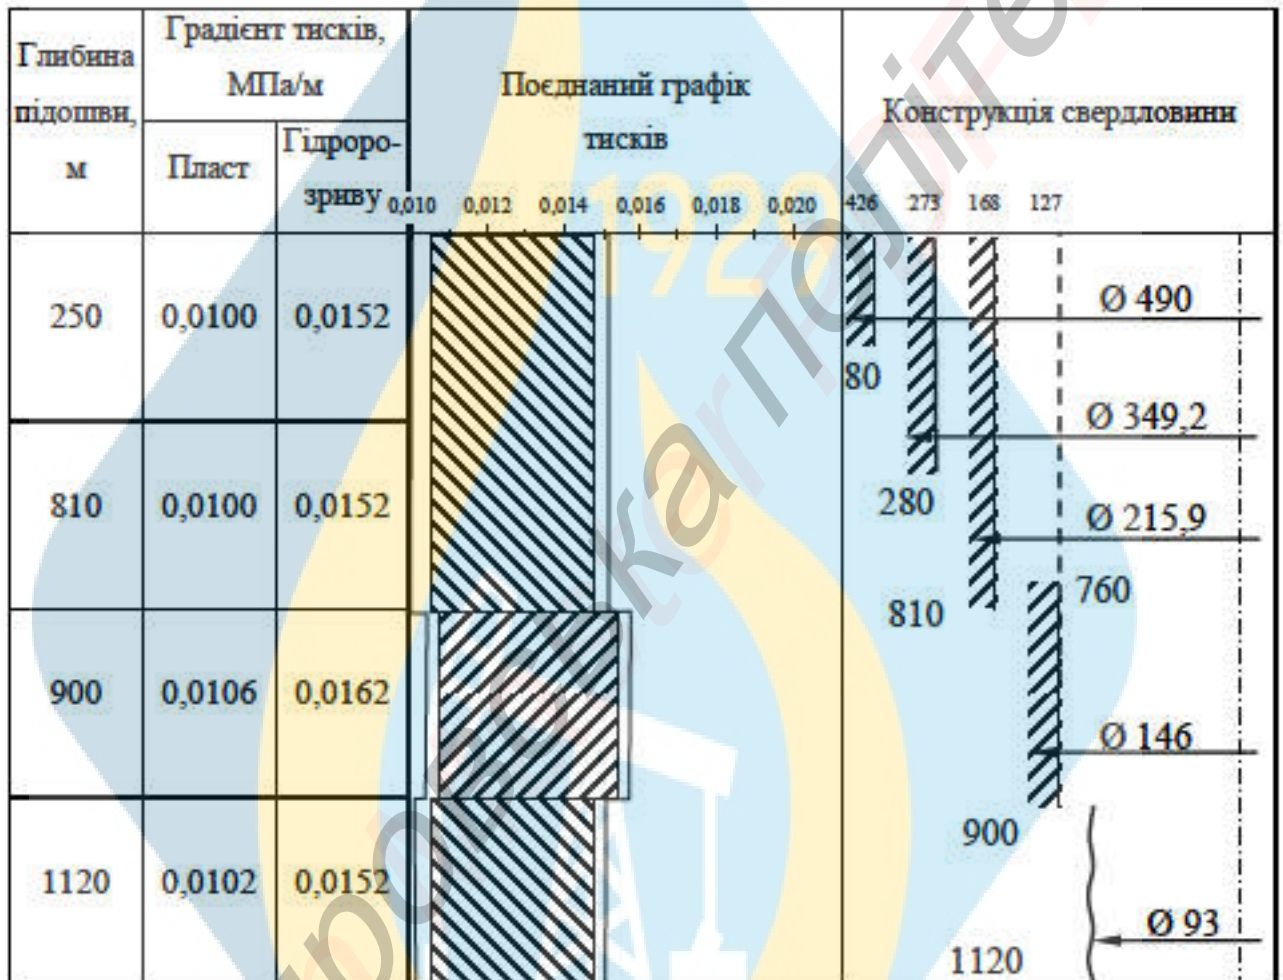 Глибина
підошви,
м
Градієнт тисків,
МПа/м
Пласт
Гідроро-
зриву
Поєднаний графік
тисків
Конструкція свердловини
0,010 0,012 0,014 0,016 0,018 0,020
426 273 168 127
250 0,0100 0,0152
810 0,0100 0,0152
900 0,0106 0,0162
1120 0,0102 0,0152
Ø 490
80
Ø 349,2
280
Ø 215,9
760
810
Ø 146
900
Ø 93
1120
1929